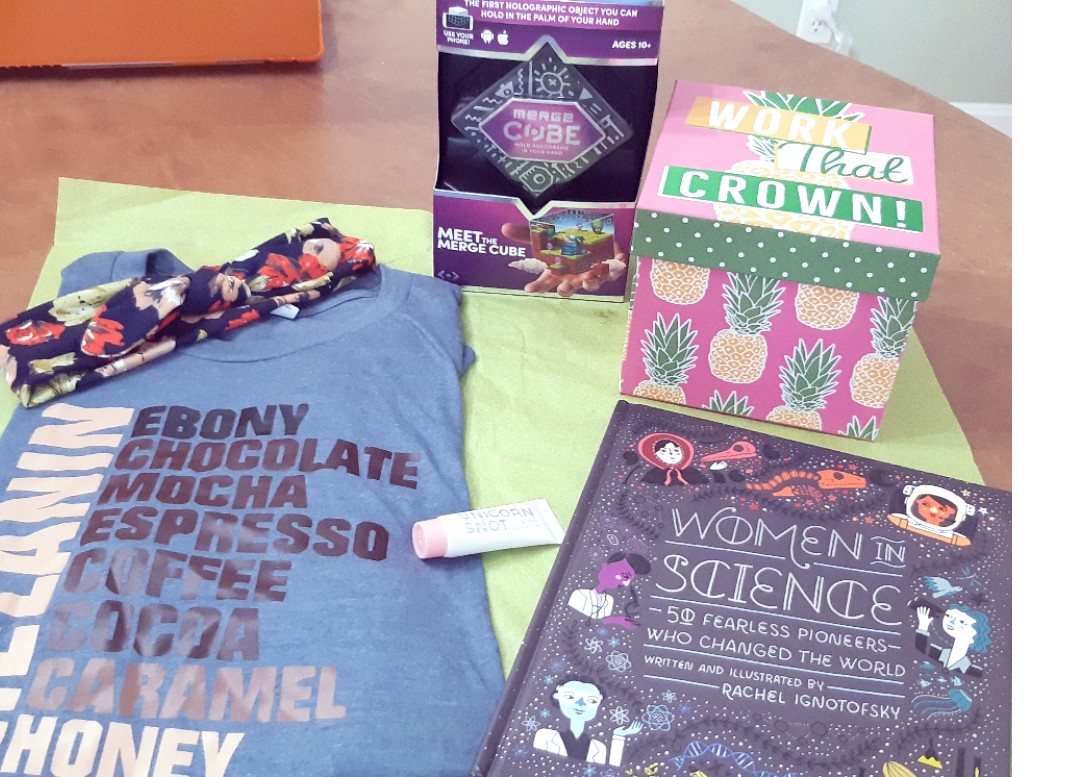 THE FIRST HOLOGRAPHIC OBJECT YOU CAN
HOLD IN THE PALM OF YOUR HAND
USE YOUR
PHONE!
AGES 10+
MERGE
CUBE
HOLD HOLOGRAMS
IN YOUR HAND
MEET THE
MERGE CUBE
WORK
That
CROWN!
MELANIN
EBONY
CHOCOLATE
MOCHA
ESPRESSO
COFFEE
COCOA
CARAMEL
HONEY
UNICORN
SNOT
WOMEN IN
SCIENCE
50 FEARLESS PIONEERS
WHO CHANGED THE WORLD
WRITTEN AND ILLUSTRATED BY
RACHEL IGNOTOFSKY